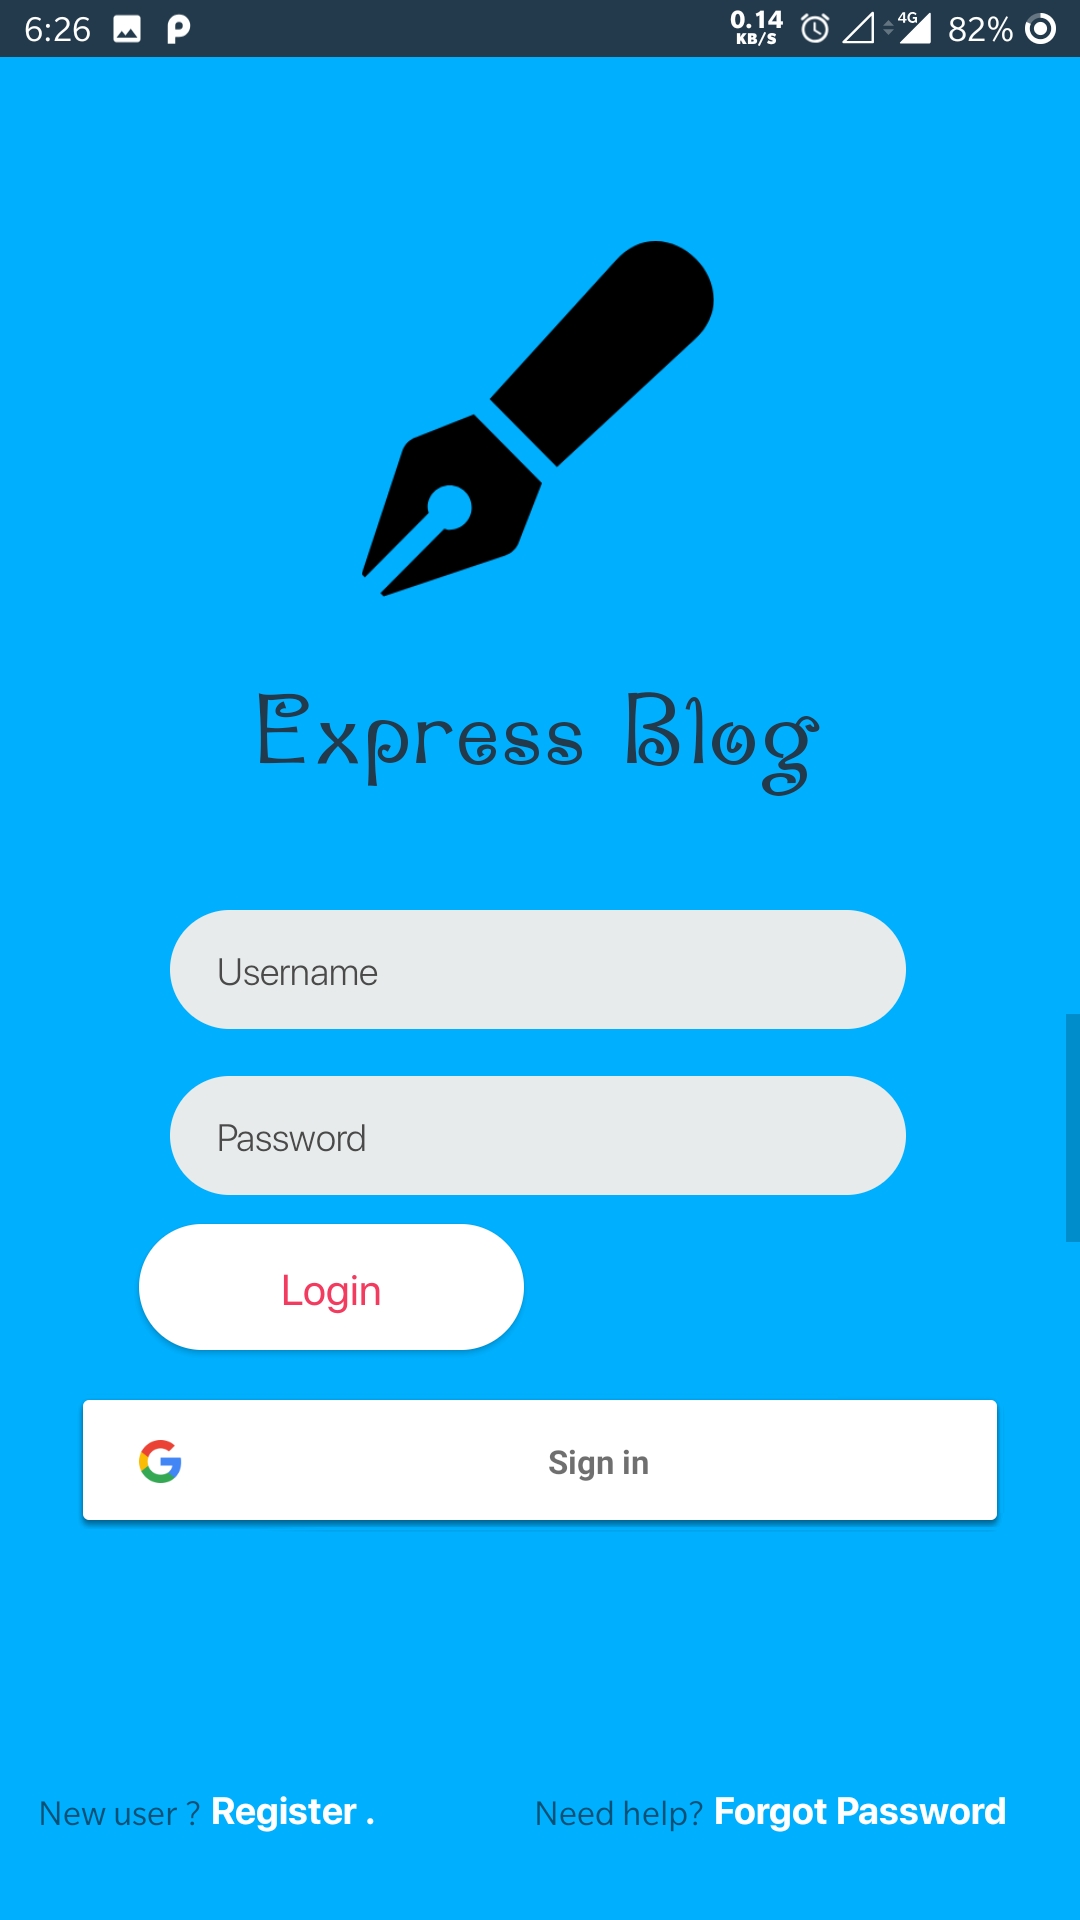 6:26 0.14 KB/S 4G 82%
Express Blog
Username
Password
Login
Sign in
New user ? Register . Need help? Forgot Password